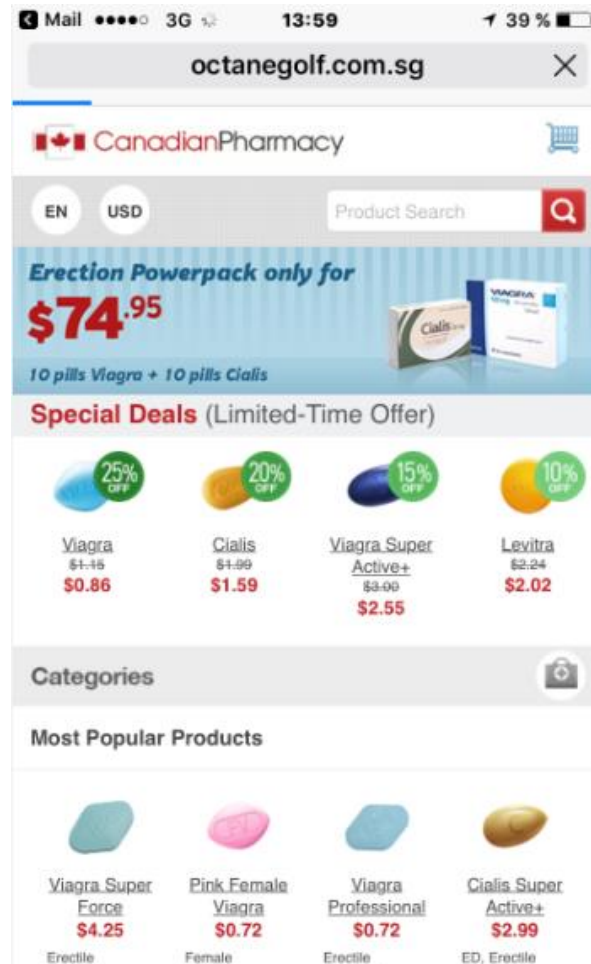 Mail 3G 13:59 39 %
octanegolf.com.sg
CanadianPharmacy
EN USD Product Search
Erection Powerpack only for
$74.95
VIAGRA
Cialis
10 pills Viagra + 10 pills Cialis
Special Deals (Limited-Time Offer)
25% OFF 20% OFF 15% OFF 10% OFF
Viagra Cialis Viagra Super Active+ Levitra
$1.15 $1.99 $3.00 $2.24
$0.86 $1.59 $2.55 $2.02
Categories
Most Popular Products
Viagra Super Force Pink Female Viagra Viagra Professional Cialis Super Active+
$4.25 $0.72 $0.72 $2.99
Erectile Female Erectile ED, Erectile